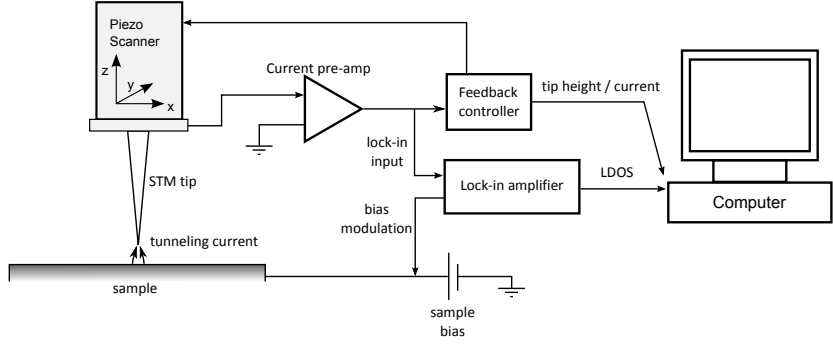 Piezo
Scanner
z
y
x
Current pre-amp
Feedback
controller
tip height / current
lock-in
input
STM tip
Lock-in amplifier
LDOS
Computer
bias
modulation
tunneling current
sample
sample
bias